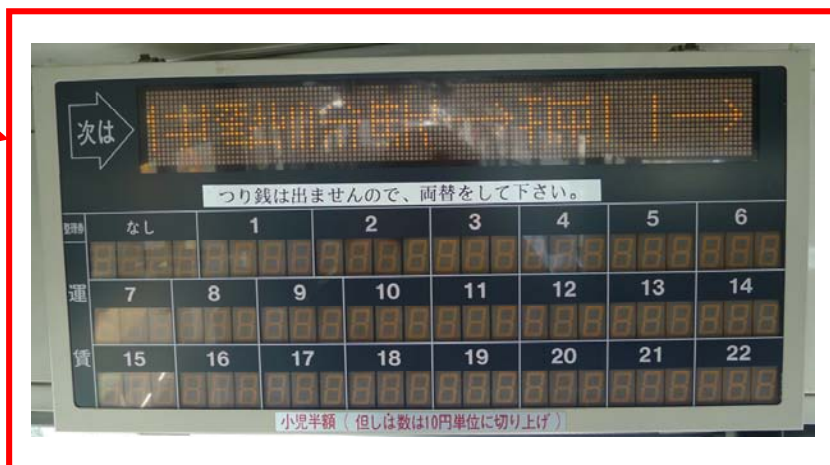 次は
つり銭は出ませんので、両替をして下さい。
整理券 なし 1 2 3 4 5 6
運 7 8 9 10 11 12 13 14
賃 15 16 17 18 19 20 21 22
小児半額（但しは数は10円単位に切り上げ）